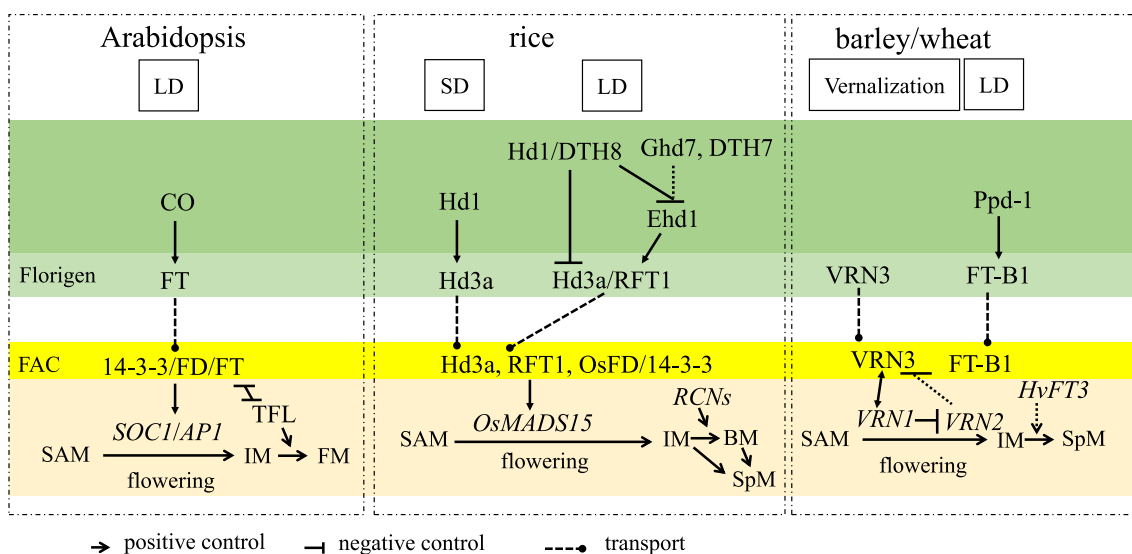 Arabidopsis
rice
barley/wheat
LD
SD
LD
Vernalization
LD
Hd1/DTH8
Ghd7, DTH7
CO
Hd1
Ehd1
Ppd-1
Florigen
FT
Hd3a
Hd3a/RFT1
VRN3
FT-B1
FAC
14-3-3/FD/FT
Hd3a, RFT1, OsFD/14-3-3
VRN3
FT-B1
TFL
RCNs
HvFT3
SOC1/AP1
OsMADS15
VRN1
VRN2
SAM
IM
FM
SAM
IM
BM
SAM
IM
SpM
flowering
flowering
SpM
flowering
positive control
negative control
transport